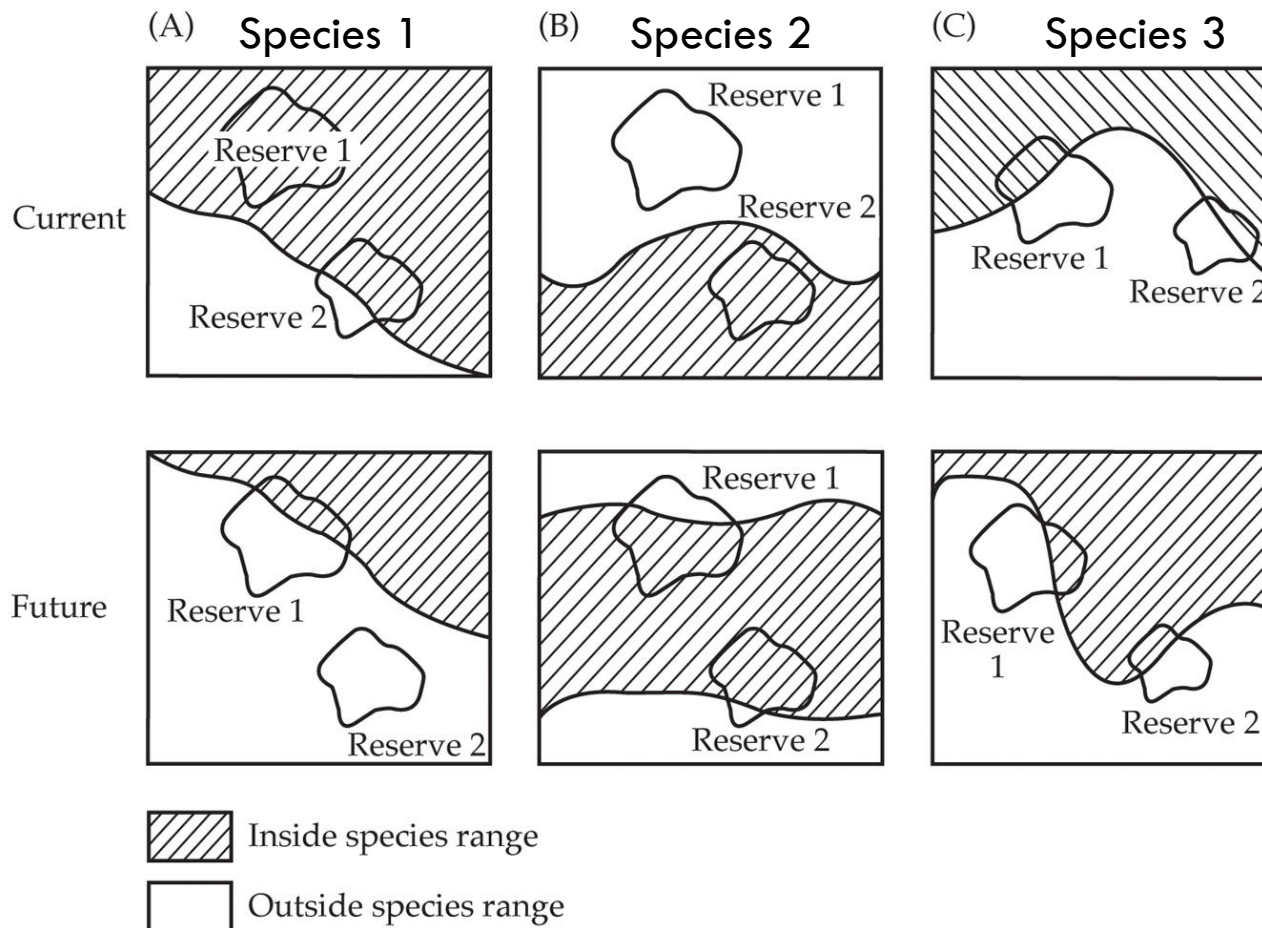 (A) Species 1
(B) Species 2
(C) Species 3
Current
Reserve 1
Reserve 2
Reserve 1
Reserve 2
Reserve 1
Reserve 2
Future
Reserve 1
Reserve 2
Reserve 1
Reserve 2
Reserve
1
Reserve 2
Inside species range
Outside species range